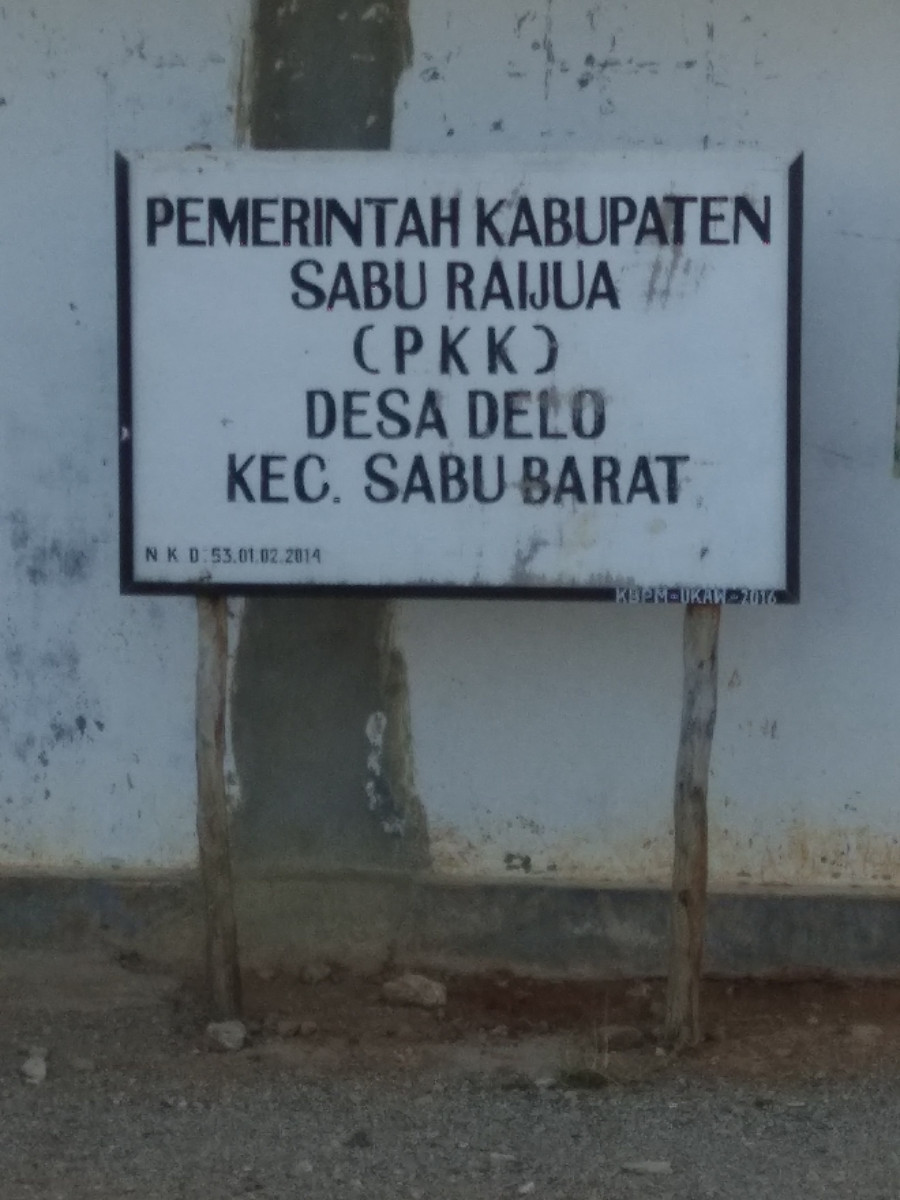 PEMERINTAH KABUPATEN
SABU RAIJUA
(PKK)
DESA DELO
KEC. SABU BARAT
N K D : 53.01.02.2014
KBPM-UKAW-2016